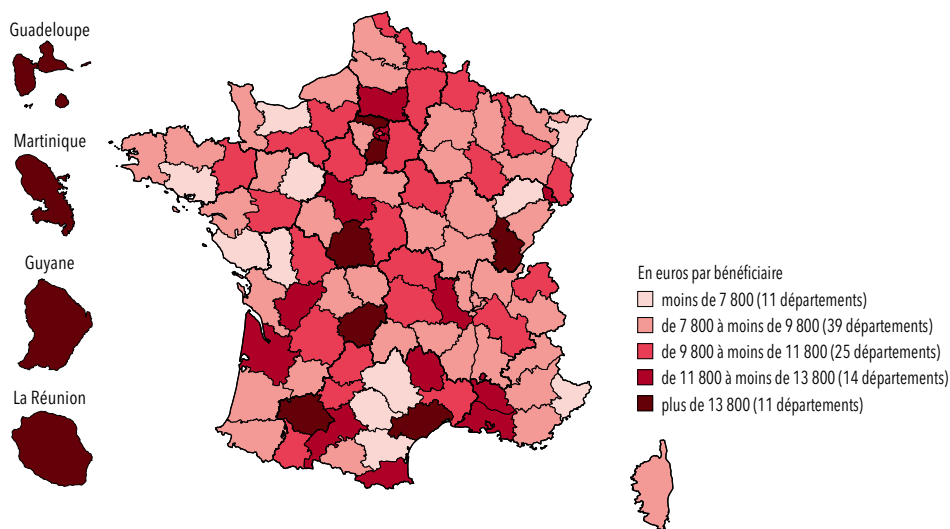 Guadeloupe
Martinique
Guyane
La Réunion
En euros par bénéficiaire
moins de 7 800 (11 départements)
de 7 800 à moins de 9 800 (39 départements)
de 9 800 à moins de 11 800 (25 départements)
de 11 800 à moins de 13 800 (14 départements)
plus de 13 800 (11 départements)